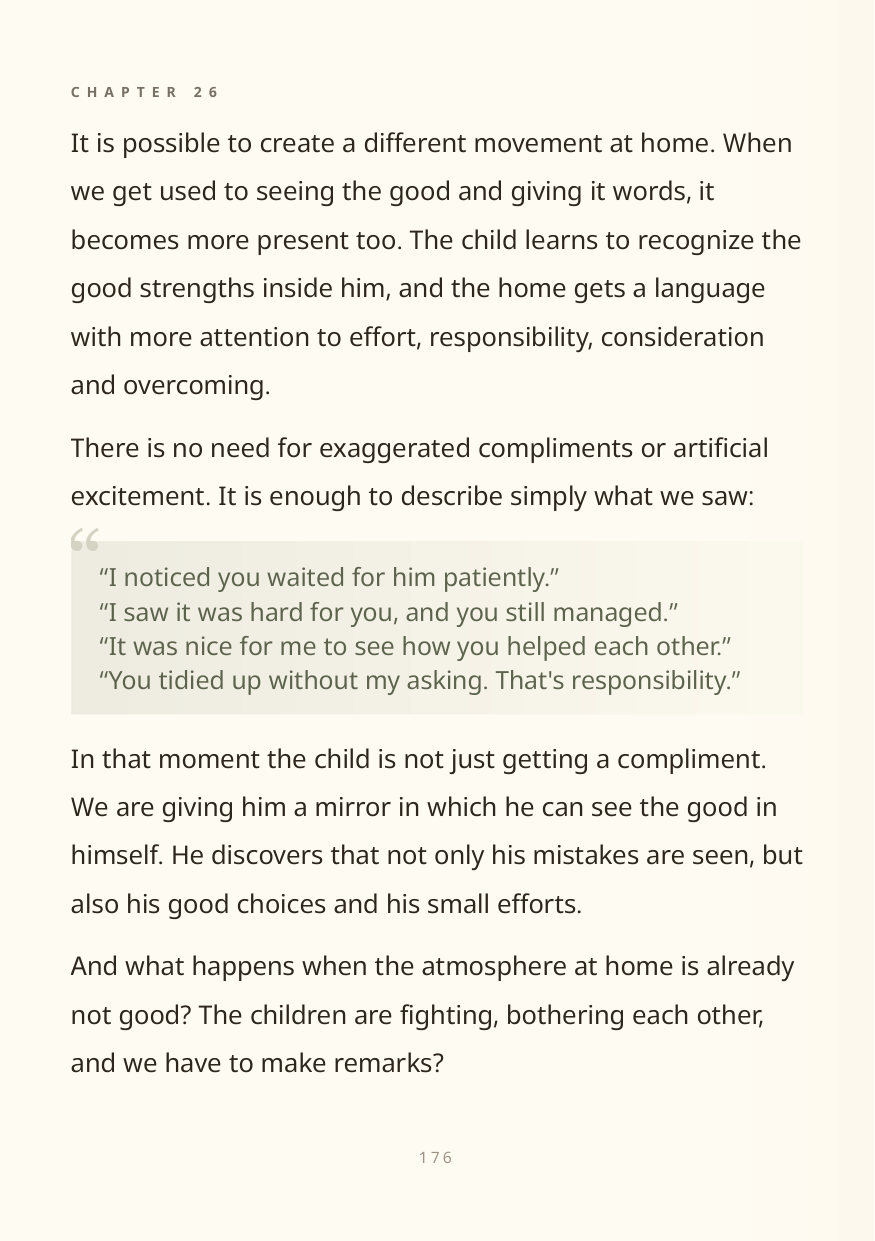 CHAPTER 26
It is possible to create a different movement at home. When
we get used to seeing the good and giving it words, it
becomes more present too. The child learns to recognize the
good strengths inside him, and the home gets a language
with more attention to effort, responsibility, consideration
and overcoming.
There is no need for exaggerated compliments or artificial
excitement. It is enough to describe simply what we saw:
“
“I noticed you waited for him patiently.”
“I saw it was hard for you, and you still managed.”
“It was nice for me to see how you helped each other.”
“You tidied up without my asking. That's responsibility.”
In that moment the child is not just getting a compliment.
We are giving him a mirror in which he can see the good in
himself. He discovers that not only his mistakes are seen, but
also his good choices and his small efforts.
And what happens when the atmosphere at home is already
not good? The children are fighting, bothering each other,
and we have to make remarks?
176